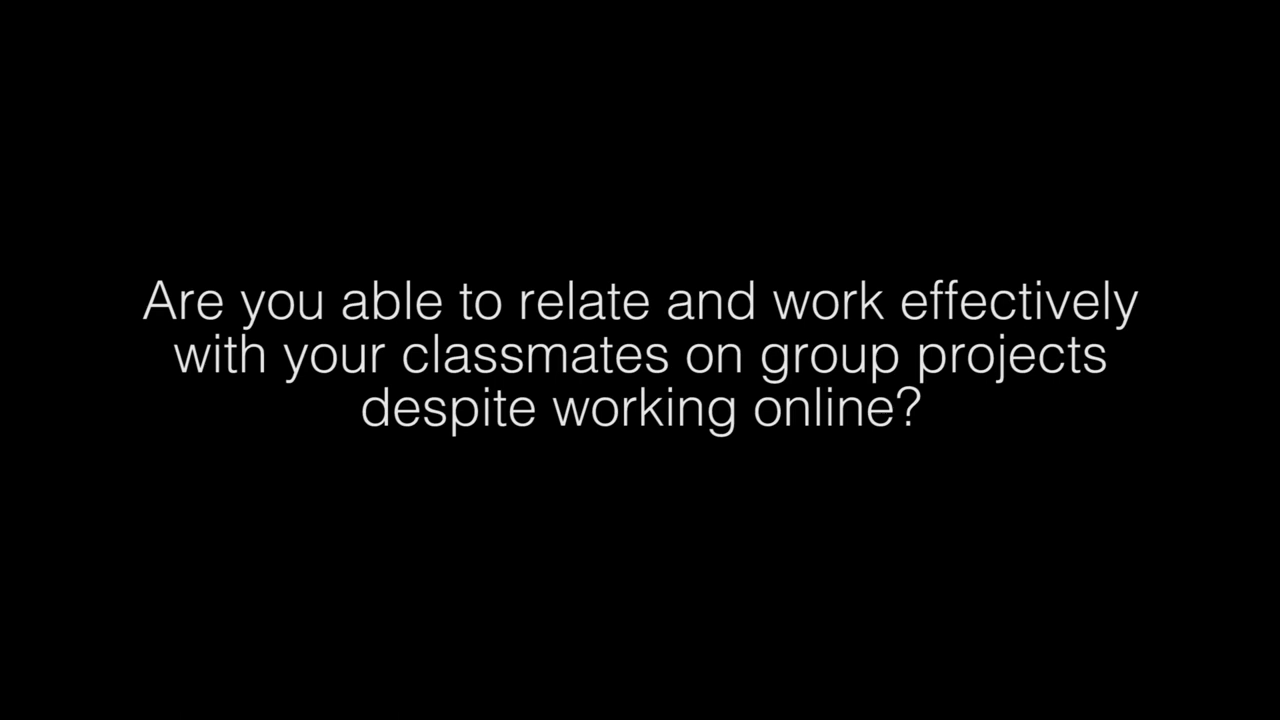 Are you able to relate and work effectively
with your classmates on group projects
despite working online?